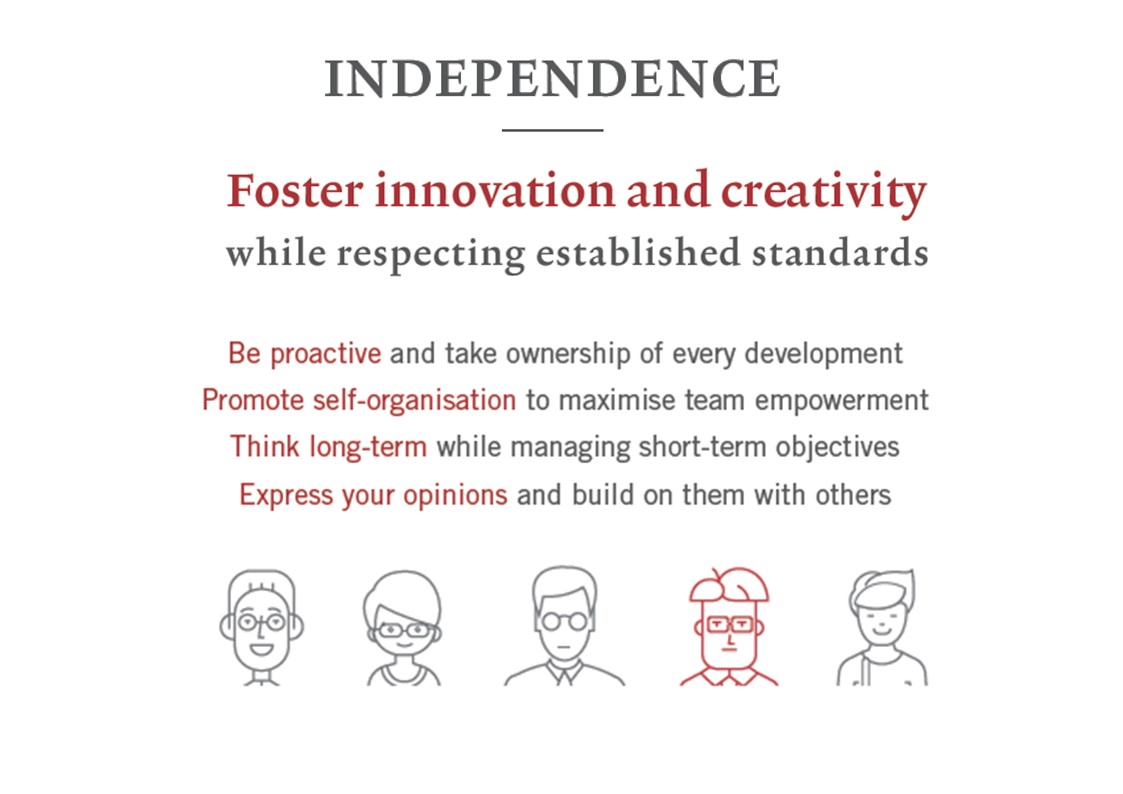 INDEPENDENCE
Foster innovation and creativity
while respecting established standards
Be proactive and take ownership of every development
Promote self-organisation to maximise team empowerment
Think long-term while managing short-term objectives
Express your opinions and build on them with others